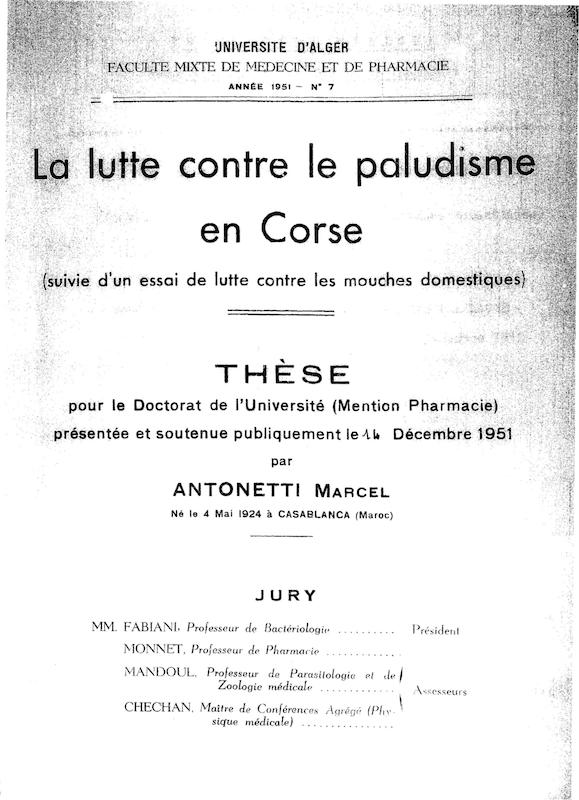 UNIVERSITE D'ALGER
FACULTE MIXTE DE MEDECINE ET DE PHARMACIE
ANNÉE 1951 – N° 7
La lutte contre le paludisme
en Corse
(suivie d'un essai de lutte contre les mouches domestiques)
THÈSE
pour le Doctorat de l'Université (Mention Pharmacie)
présentée et soutenue publiquement le 14 Décembre 1951
par
ANTONETTI MARCEL
Né le 4 Mai 1924 à CASABLANCA (Maroc)
JURY
MM. FABIANI, Professeur de Bactériologie .......... Président
MONNET, Professeur de Pharmacie ............
MANDOUL, Professeur de Parasitologie et de
Zoologie médicale ............. Assesseurs
CHECHAN, Maître de Conférences Agrégé (Phy-
sique médicale) ................